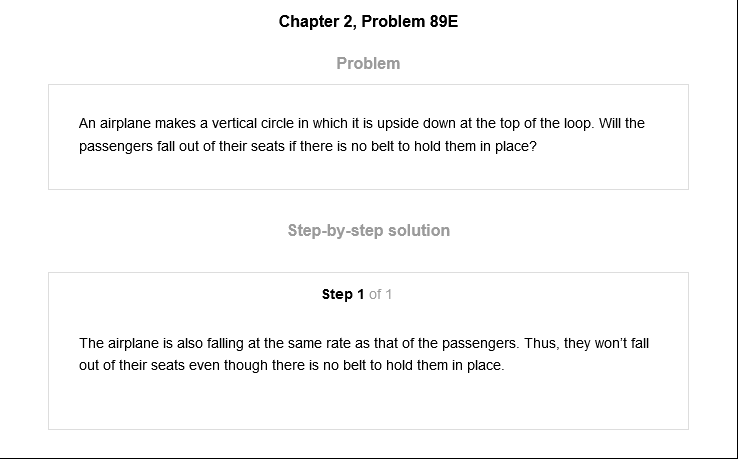 Chapter 2, Problem 89E
Problem
An airplane makes a vertical circle in which it is upside down at the top of the loop. Will the
passengers fall out of their seats if there is no belt to hold them in place?
Step-by-step solution
Step 1 of 1
The airplane is also falling at the same rate as that of the passengers. Thus, they won’t fall
out of their seats even though there is no belt to hold them in place.